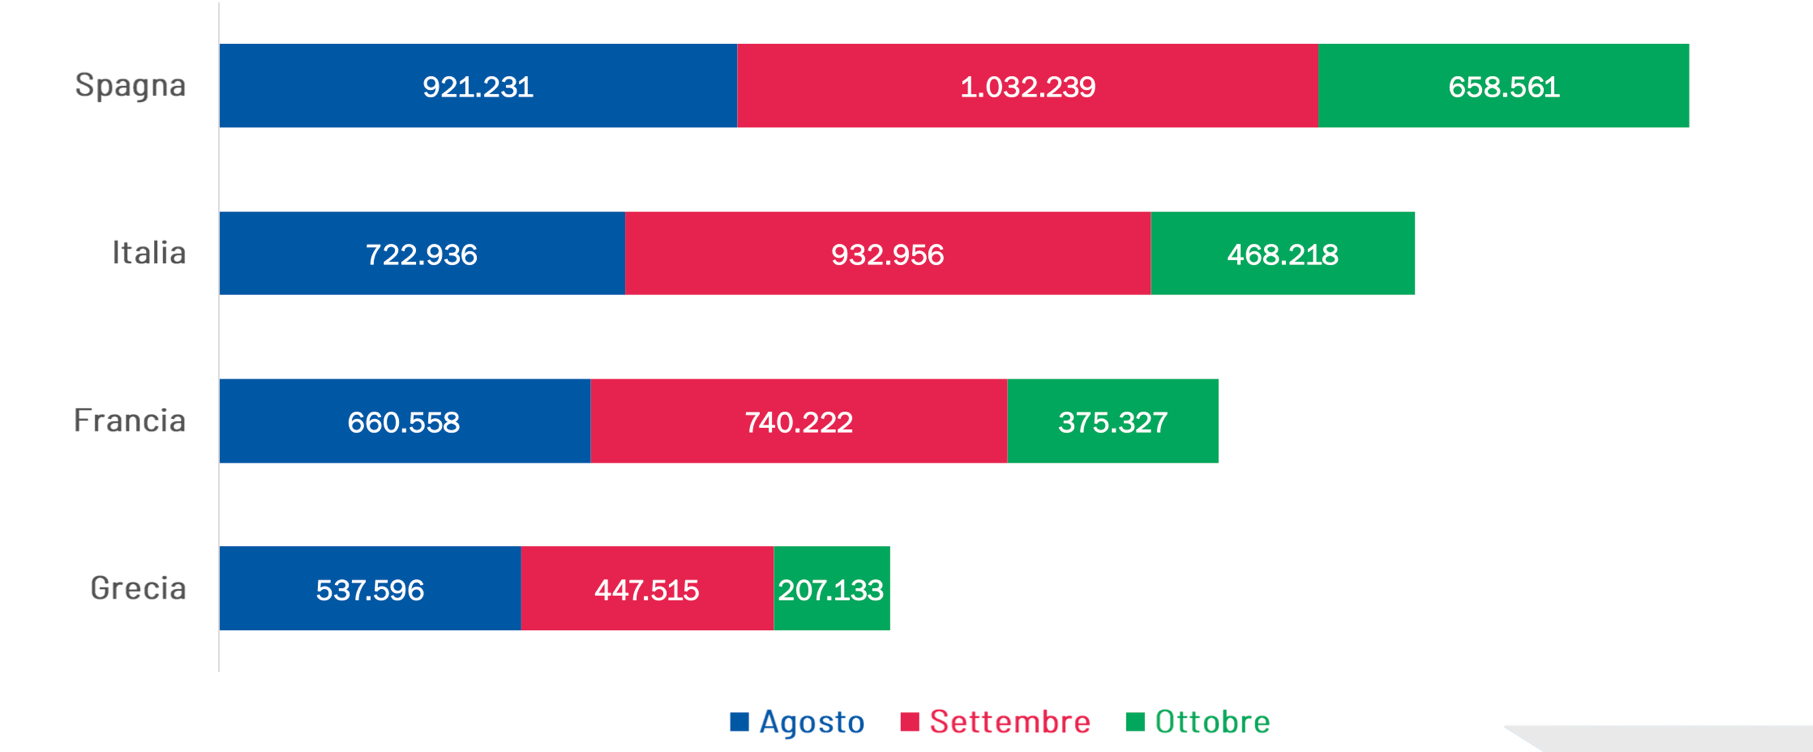 Spagna 921.231 1.032.239 658.561
Italia 722.936 932.956 468.218
Francia 660.558 740.222 375.327
Grecia 537.596 447.515 207.133
Agosto Settembre Ottobre